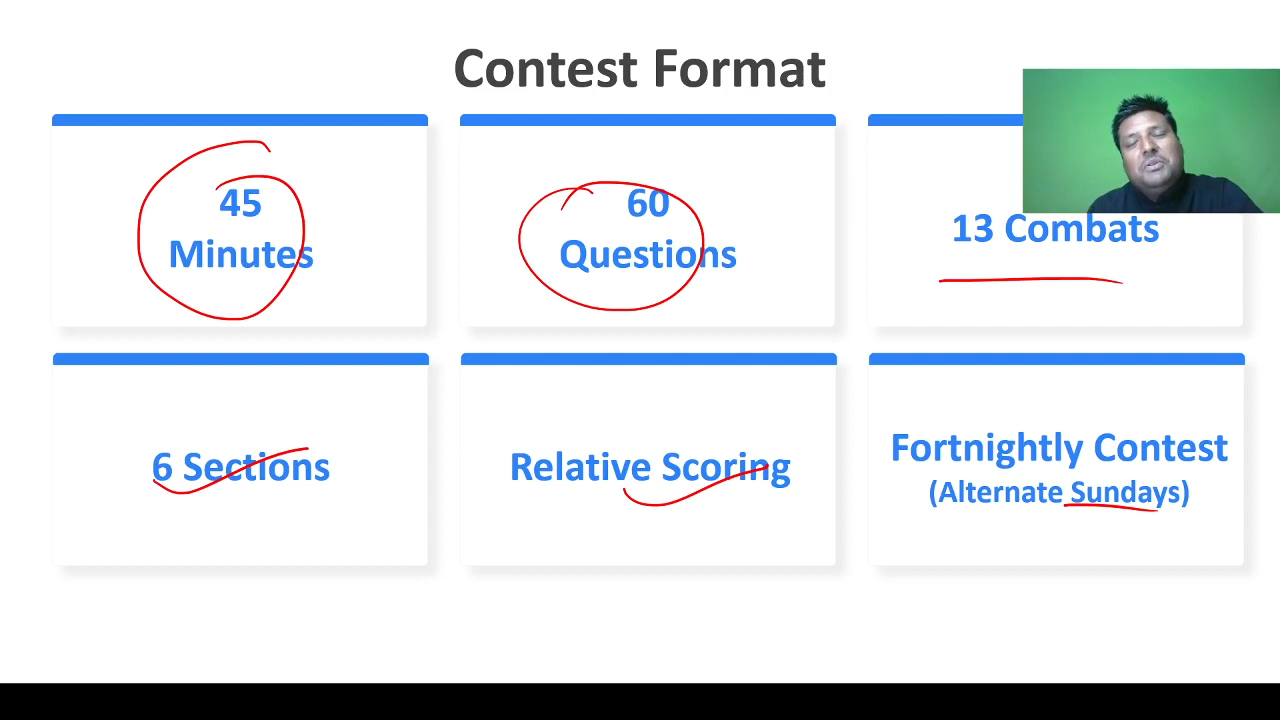 Contest Format
45
Minutes
60
Questions
13 Combats
6 Sections
Relative Scoring
Fortnightly Contest
(Alternate Sundays)